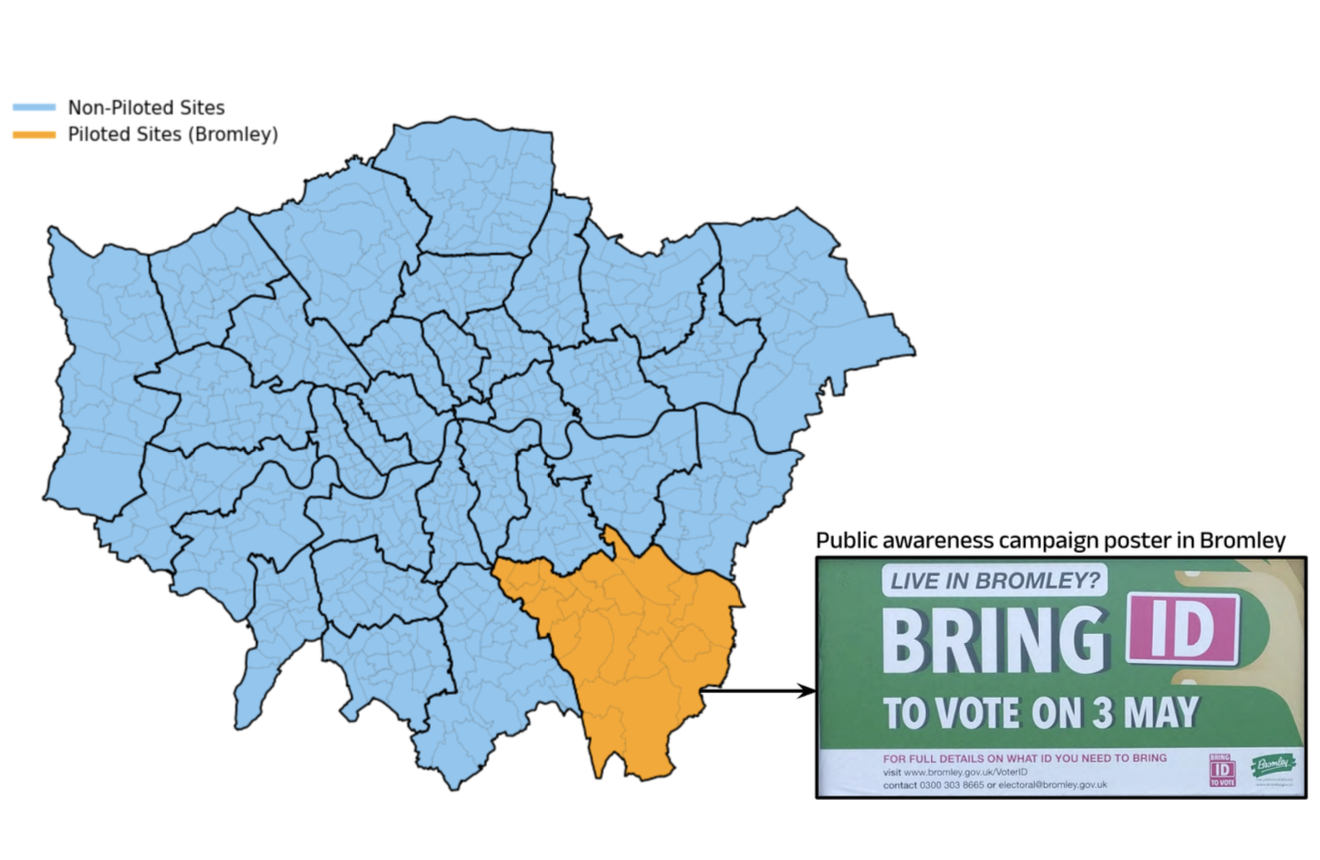 Non-Piloted Sites
Piloted Sites (Bromley)
Public awareness campaign poster in Bromley
LIVE IN BROMLEY?
BRING ID
TO VOTE ON 3 MAY
FOR FULL DETAILS ON WHAT ID YOU NEED TO BRING
visit www.bromley.gov.uk/VoterID
contact 0300 303 8665 or electoral@bromley.gov.uk
BRING
ID
TO VOTE
Bromley